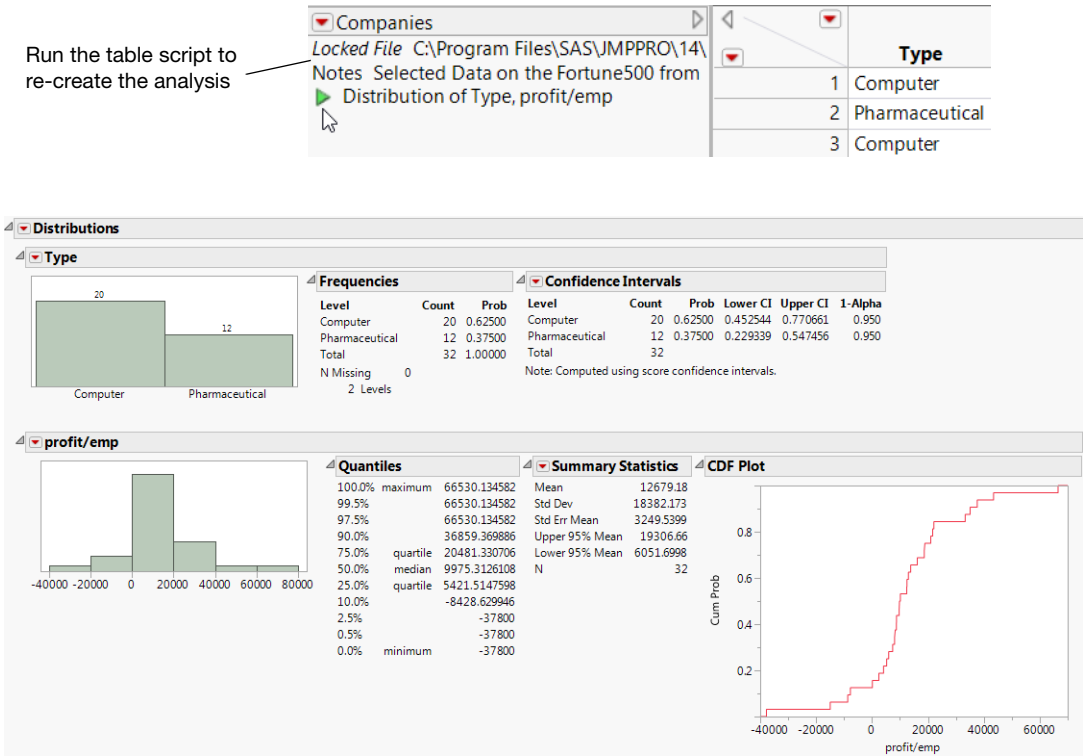 Run the table script to
re-create the analysis
Companies
Locked File C:\Program Files\SAS\JMPPRO\14\
Notes Selected Data on the Fortune500 from
Distribution of Type, profit/emp
Type
1 Computer
2 Pharmaceutical
3 Computer
Distributions
Type
20
12
Computer Pharmaceutical
Frequencies
Level Count Prob
Computer 20 0.62500
Pharmaceutical 12 0.37500
Total 32 1.00000
N Missing 0
2 Levels
Confidence Intervals
Level Count Prob Lower CI Upper CI 1-Alpha
Computer 20 0.62500 0.452544 0.770661 0.950
Pharmaceutical 12 0.37500 0.229339 0.547456 0.950
Total 32
Note: Computed using score confidence intervals.
profit/emp
-40000 -20000 0 20000 40000 60000 80000
Quantiles
100.0% maximum 66530.134582
99.5% 66530.134582
97.5% 66530.134582
90.0% 36859.369886
75.0% quartile 20481.330706
50.0% median 9975.3126108
25.0% quartile 5421.5147598
10.0% -8428.629946
2.5% -37800
0.5% -37800
0.0% minimum -37800
Summary Statistics
Mean 12679.18
Std Dev 18382.173
Std Err Mean 3249.5399
Upper 95% Mean 19306.66
Lower 95% Mean 6051.6998
N 32
CDF Plot
Cum Prob
0.8
0.6
0.4
0.2
-40000 -20000 0 20000 40000 60000
profit/emp